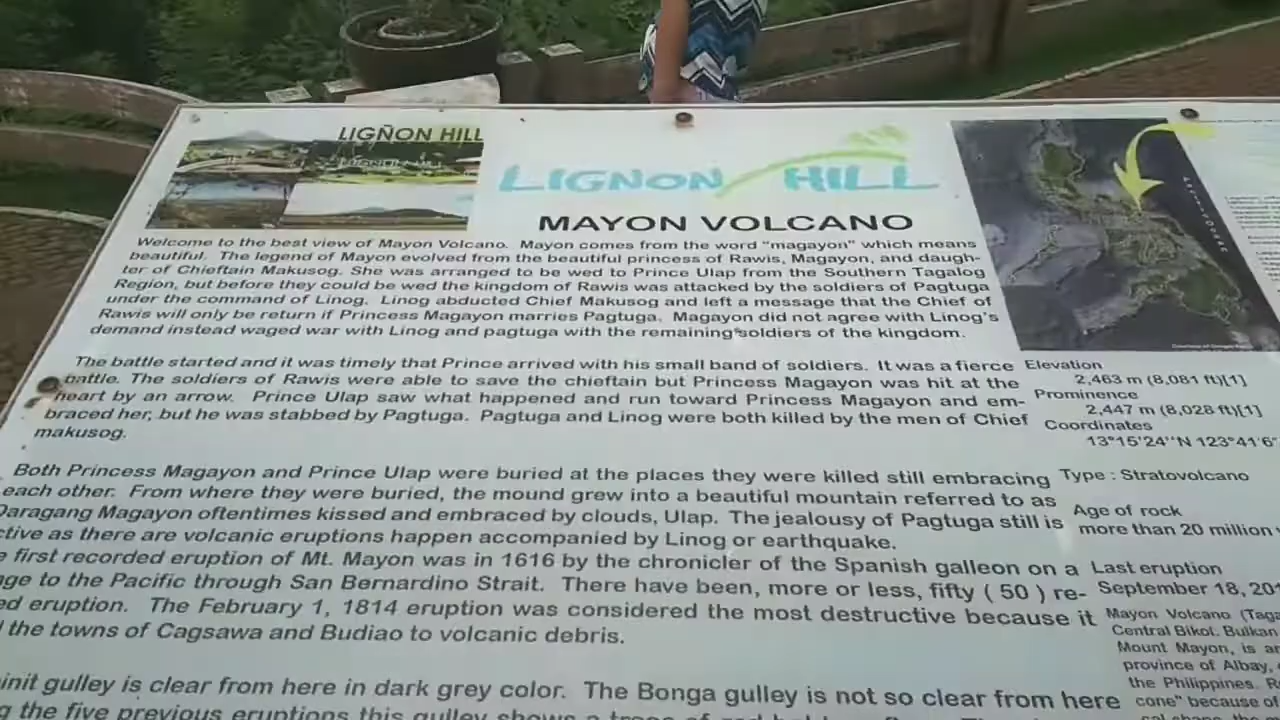 LIGÑON HILL
LIGNON HILL
MAYON VOLCANO
Welcome to the best view of Mayon Volcano. Mayon comes from the word "magayon" which means
beautiful. The legend of Mayon evolved from the beautiful princess of Rawis, Magayon, and daugh-
ter of Chieftain Makusog. She was arranged to be wed to Prince Ulap from the Southern Tagalog
Region, but before they could be wed the kingdom of Rawis was attacked by the soldiers of Pagtuga
under the command of Linog. Linog abducted Chief Makusog and left a message that the Chief of
Rawis will only be return if Princess Magayon marries Pagtuga. Magayon did not agree with Linog's
demand instead waged war with Linog and pagtuga with the remaining soldiers of the kingdom.
The battle started and it was timely that Prince arrived with his small band of soldiers. It was a fierce
battle. The soldiers of Rawis were able to save the chieftain but Princess Magayon was hit at the
heart by an arrow. Prince Ulap saw what happened and run toward Princess Magayon and em-
braced her, but he was stabbed by Pagtuga. Pagtuga and Linog were both killed by the men of Chief
makusog.
Both Princess Magayon and Prince Ulap were buried at the places they were killed still embracing
each other. From where they were buried, the mound grew into a beautiful mountain referred to as
Daragang Magayon oftentimes kissed and embraced by clouds, Ulap. The jealousy of Pagtuga still is
ctive as there are volcanic eruptions happen accompanied by Linog or earthquake.
e first recorded eruption of Mt. Mayon was in 1616 by the chronicler of the Spanish galleon on a
ge to the Pacific through San Bernardino Strait. There have been, more or less, fifty ( 50 ) re-
ed eruption. The February 1, 1814 eruption was considered the most destructive because it
the towns of Cagsawa and Budiao to volcanic debris.
init gulley is clear from here in dark grey color. The Bonga gulley is not so clear from here
the five previous eruptions this gulley shows a
Elevation
2,463 m (8,081 ft)[1]
Prominence
2,447 m (8,028 ft)[1]
Coordinates
13°15'24''N 123°41'6'
Type : Stratovolcano
Age of rock
more than 20 million
Last eruption
September 18, 20
Mayon Volcano (Taga
Central Bikol: Bulkan
Mount Mayon, is an
province of Albay,
the Philippines. R
cone" because of